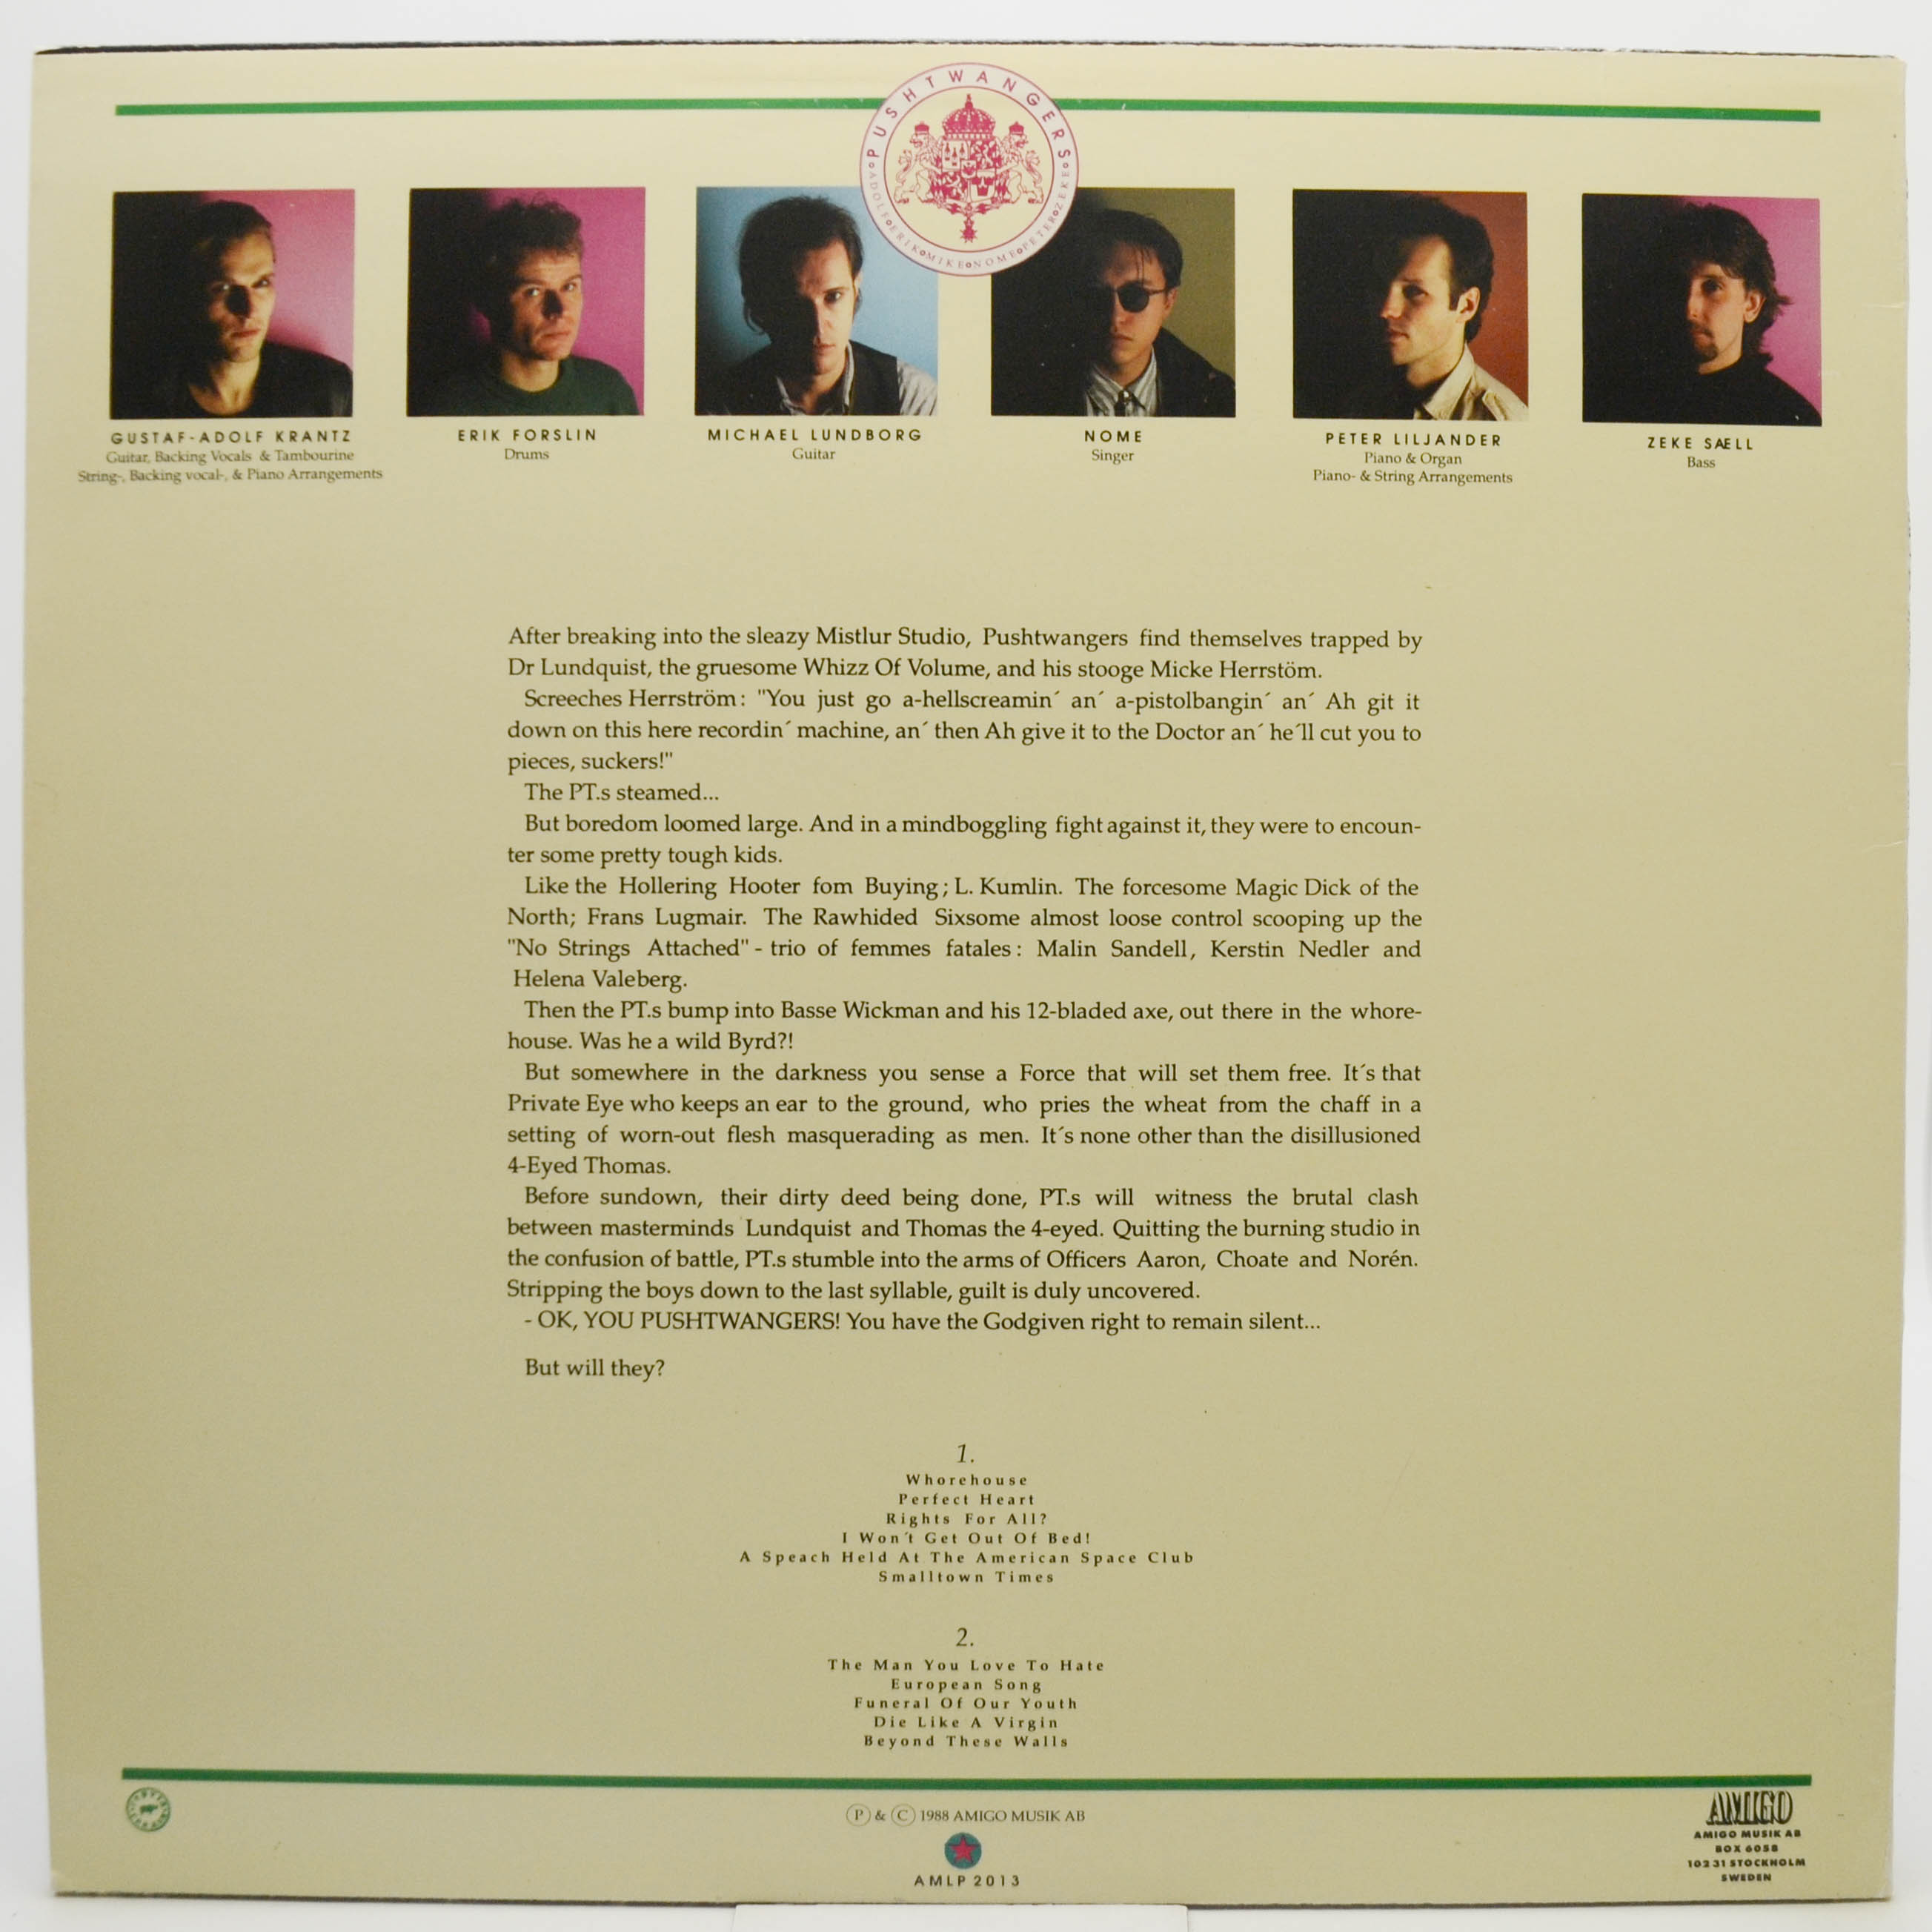 PUSHTWANGERS
ADOLF ERIK MIKE NOME PETER ZEKE
GUSTAF-ADOLF KRANTZ
Guitar, Backing Vocals & Tambourine
String-, Backing vocal-, & Piano Arrangements
ERIK FORSLIN
Drums
MICHAEL LUNDBORG
Guitar
NOME
Singer
PETER LILJANDER
Piano & Organ
Piano- & String Arrangements
ZEKE SAELL
Bass
After breaking into the sleazy Mistlur Studio, Pushtwangers find themselves trapped by
Dr Lundquist, the gruesome Whizz Of Volume, and his stooge Micke Herrstöm.
Screeches Herrström: "You just go a-hellscreamin´ an´ a-pistolbangin´ an´ Ah git it
down on this here recordin´ machine, an´ then Ah give it to the Doctor an´ he´ll cut you to
pieces, suckers!"
The PT.s steamed...
But boredom loomed large. And in a mindboggling fight against it, they were to encoun-
ter some pretty tough kids.
Like the Hollering Hooter fom Buying; L. Kumlin. The forcesome Magic Dick of the
North; Frans Lugmair. The Rawhided Sixsome almost loose control scooping up the
"No Strings Attached" - trio of femmes fatales: Malin Sandell, Kerstin Nedler and
Helena Valeberg.
Then the PT.s bump into Basse Wickman and his 12-bladed axe, out there in the whore-
house. Was he a wild Byrd?!
But somewhere in the darkness you sense a Force that will set them free. It´s that
Private Eye who keeps an ear to the ground, who pries the wheat from the chaff in a
setting of worn-out flesh masquerading as men. It´s none other than the disillusioned
4-Eyed Thomas.
Before sundown, their dirty deed being done, PT.s will witness the brutal clash
between masterminds Lundquist and Thomas the 4-eyed. Quitting the burning studio in
the confusion of battle, PT.s stumble into the arms of Officers Aaron, Choate and Norén.
Stripping the boys down to the last syllable, guilt is duly uncovered.
- OK, YOU PUSHTWANGERS! You have the Godgiven right to remain silent...
But will they?
1.
Whorehouse
Perfect Heart
Rights For All?
I Won´t Get Out Of Bed!
A Speach Held At The American Space Club
Smalltown Times
2.
The Man You Love To Hate
European Song
Funeral Of Our Youth
Die Like A Virgin
Beyond These Walls
Ⓟ & Ⓒ 1988 AMIGO MUSIK AB
AMLP 2013
AMIGO
AMIGO MUSIK AB
BOX 6058
102 31 STOCKHOLM
SWEDEN